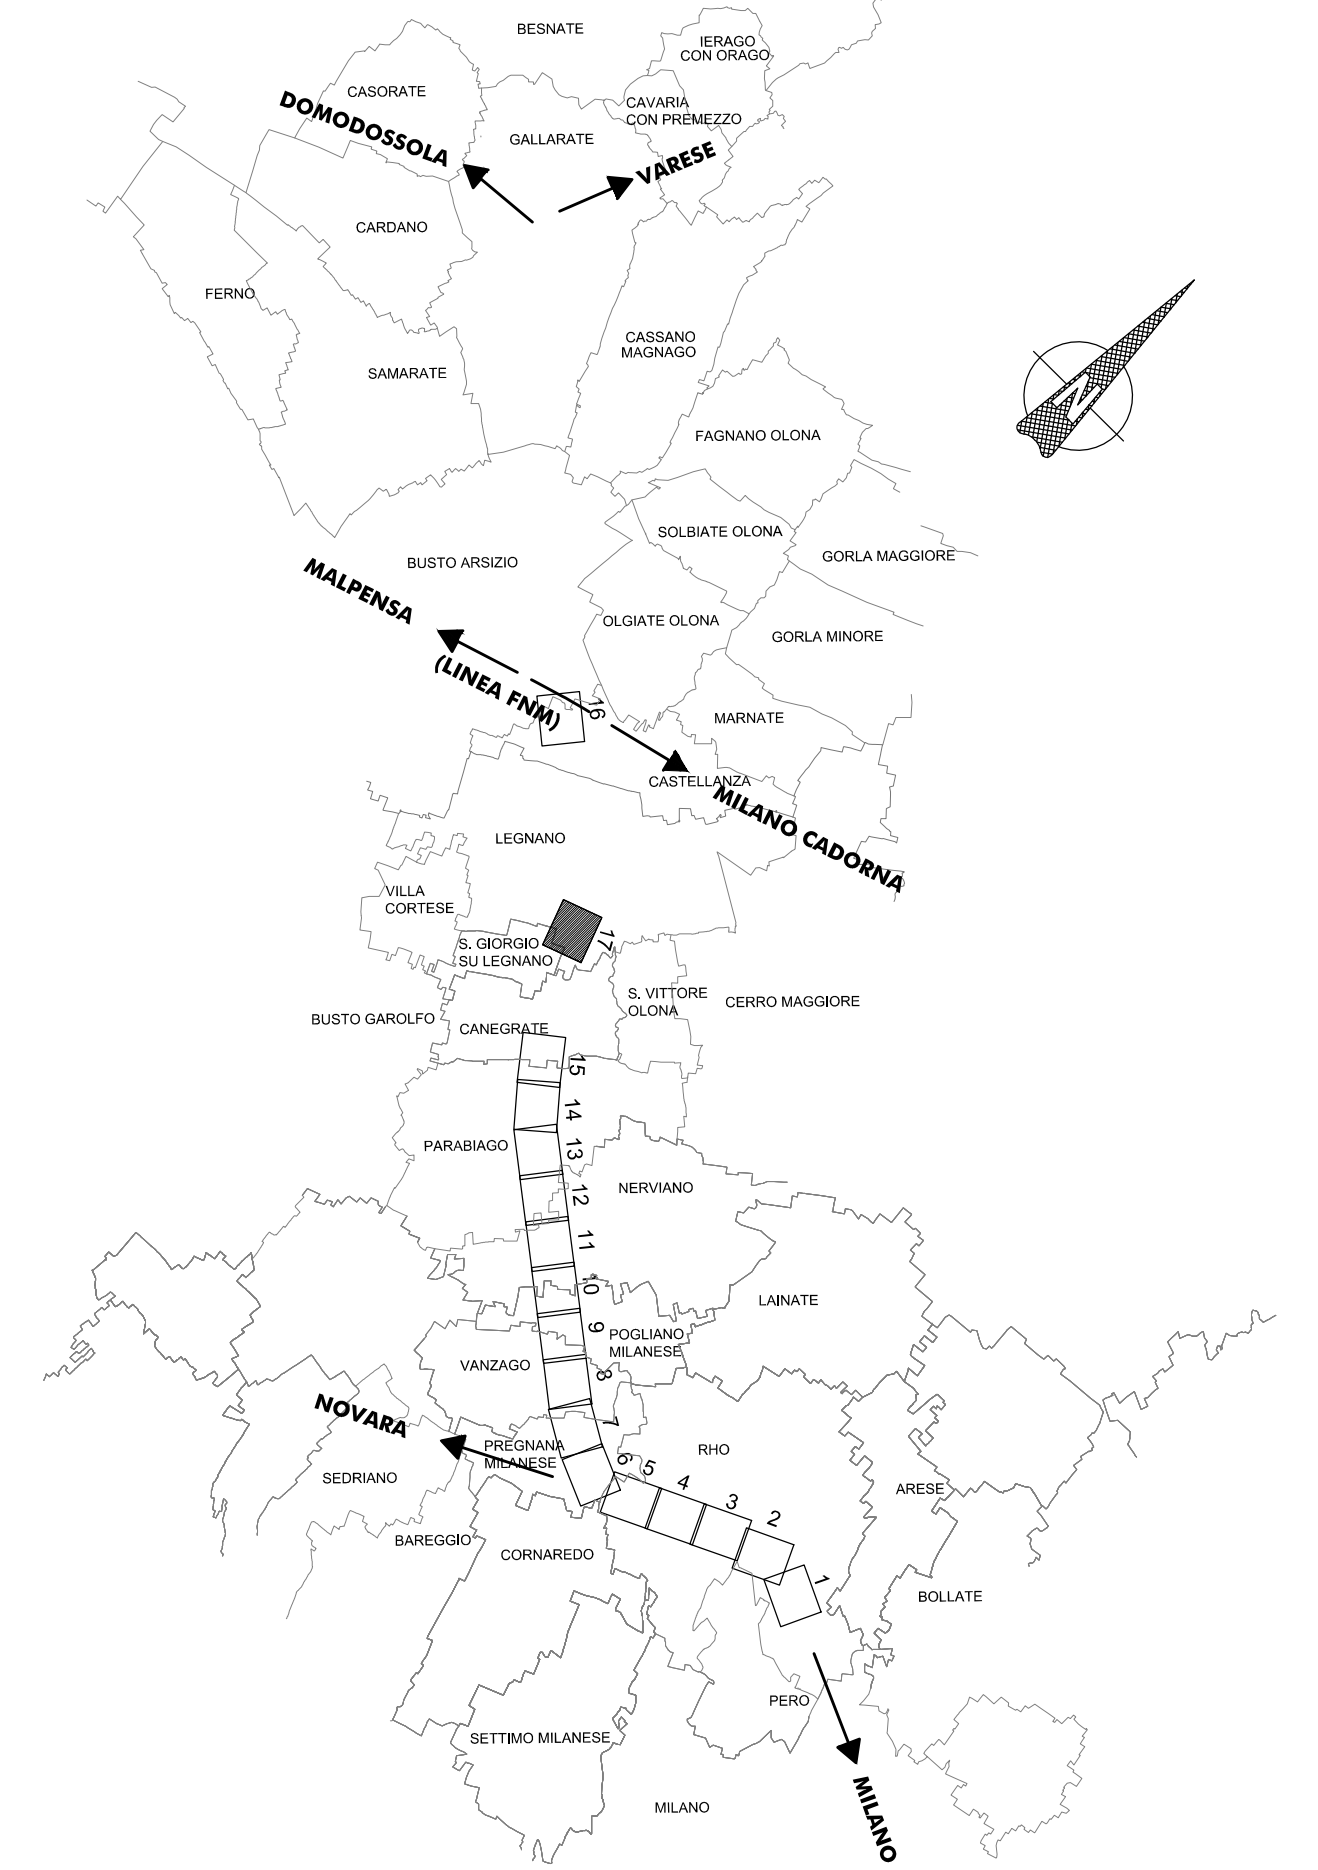 BESNATE
IERAGO
CON ORAGO
CASORATE
CAVARIA
CON PREMEZZO
DOMODOSSOLA
GALLARATE
VARESE
CARDANO
FERNO
CASSANO
MAGNAGO
SAMARATE
N
FAGNANO OLONA
SOLBIATE OLONA
GORLA MAGGIORE
BUSTO ARSIZIO
MALPENSA
OLGIATE OLONA
GORLA MINORE
(LINEA FNM)
16
MARNATE
CASTELLANZA
MILANO CADORNA
LEGNANO
VILLA
CORTESE
17
S. GIORGIO
SU LEGNANO
S. VITTORE
OLONA
CERRO MAGGIORE
BUSTO GAROLFO
CANEGRATE
15
14
PARABIAGO
13
NERVIANO
12
11
10
LAINATE
9
POGLIANO
MILANESE
VANZAGO
8
NOVARA
7
PREGNANA
MILANESE
RHO
6
5
4
3
2
1
SEDRIANO
ARESE
BAREGGIO
CORNAREDO
BOLLATE
PERO
SETTIMO MILANESE
MILANO
MILANO